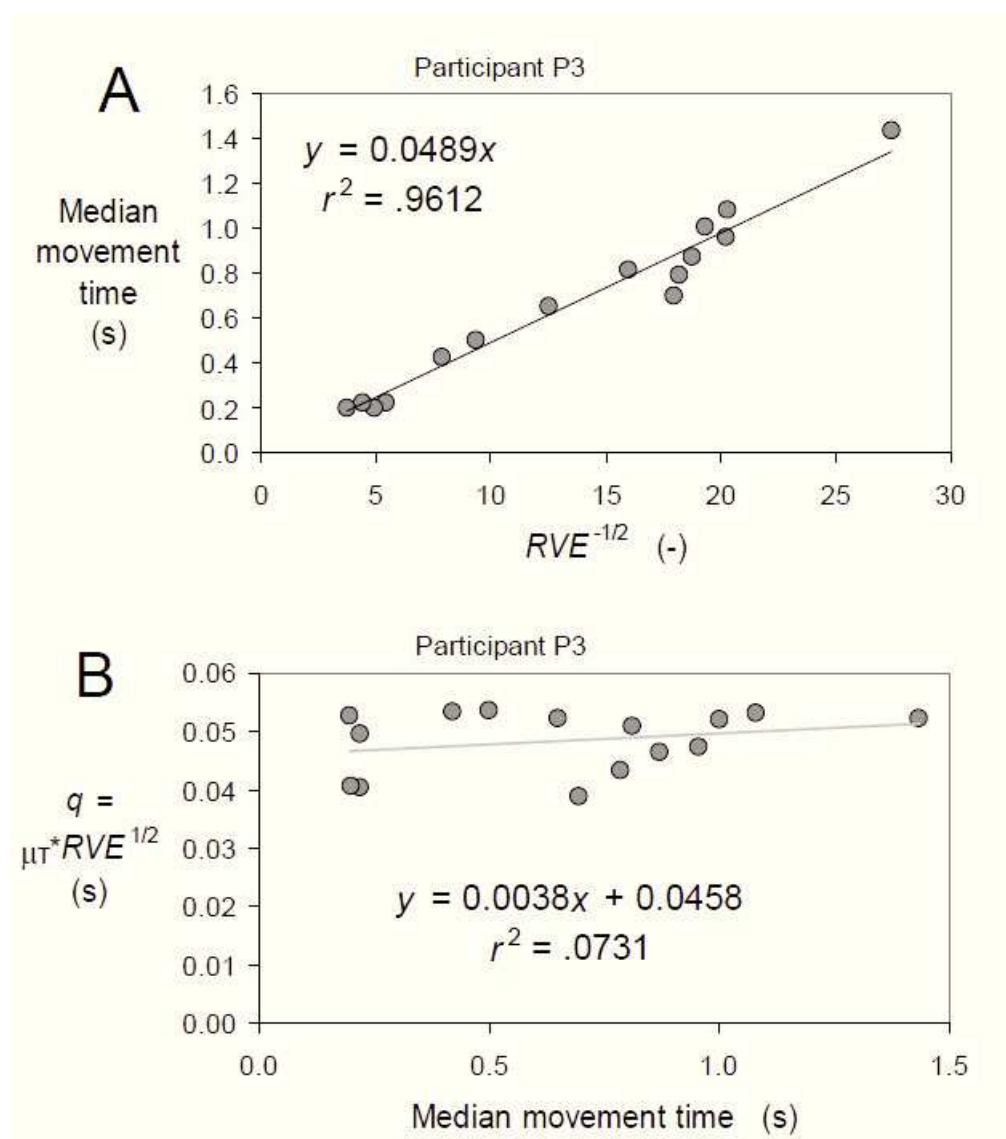 A
Participant P3
1.6
1.4
1.2
1.0
0.8
0.6
0.4
0.2
0.0
Median
movement
time
(s)
y = 0.0489x
r² = .9612
0 5 10 15 20 25 30
RVE⁻¹/² (-)
B
Participant P3
0.06
0.05
0.04
0.03
0.02
0.01
0.00
q =
μT*RVE¹/²
(s)
y = 0.0038x + 0.0458
r² = .0731
0.0 0.5 1.0 1.5
Median movement time (s)